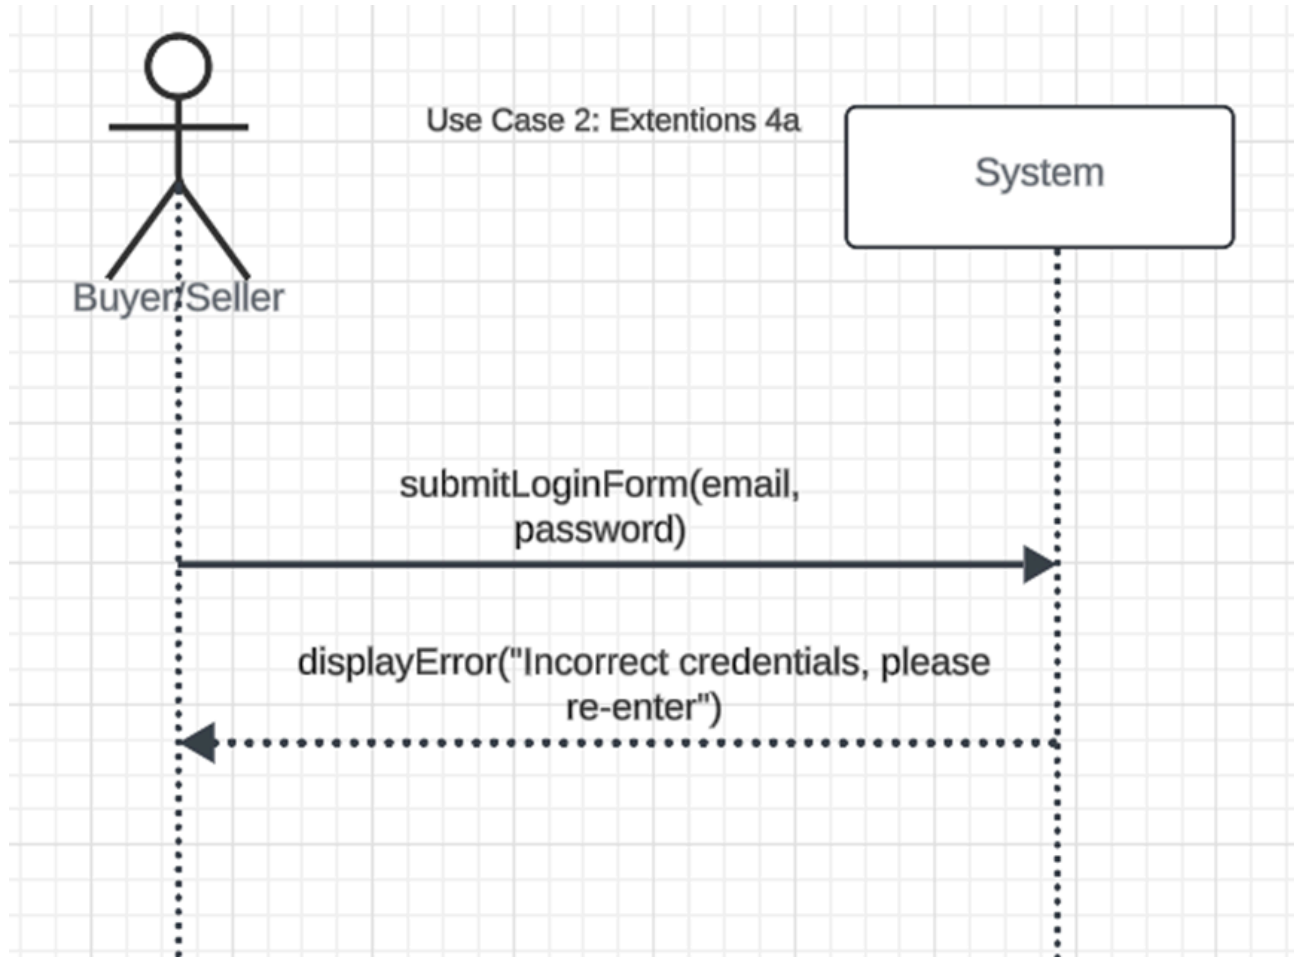 Use Case 2: Extentions 4a
System
Buyer/Seller
submitLoginForm(email,
password)
displayError("Incorrect credentials, please
re-enter")